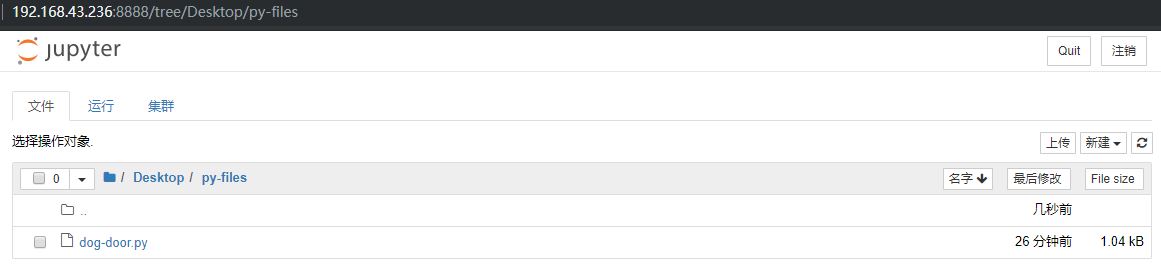 192.168.43.236:8888/tree/Desktop/py-files
jupyter Quit 注销
文件 运行 集群
选择操作对象. 上传 新建
0 / Desktop / py-files 名字 最后修改 File size
.. 几秒前
dog-door.py 26 分钟前 1.04 kB